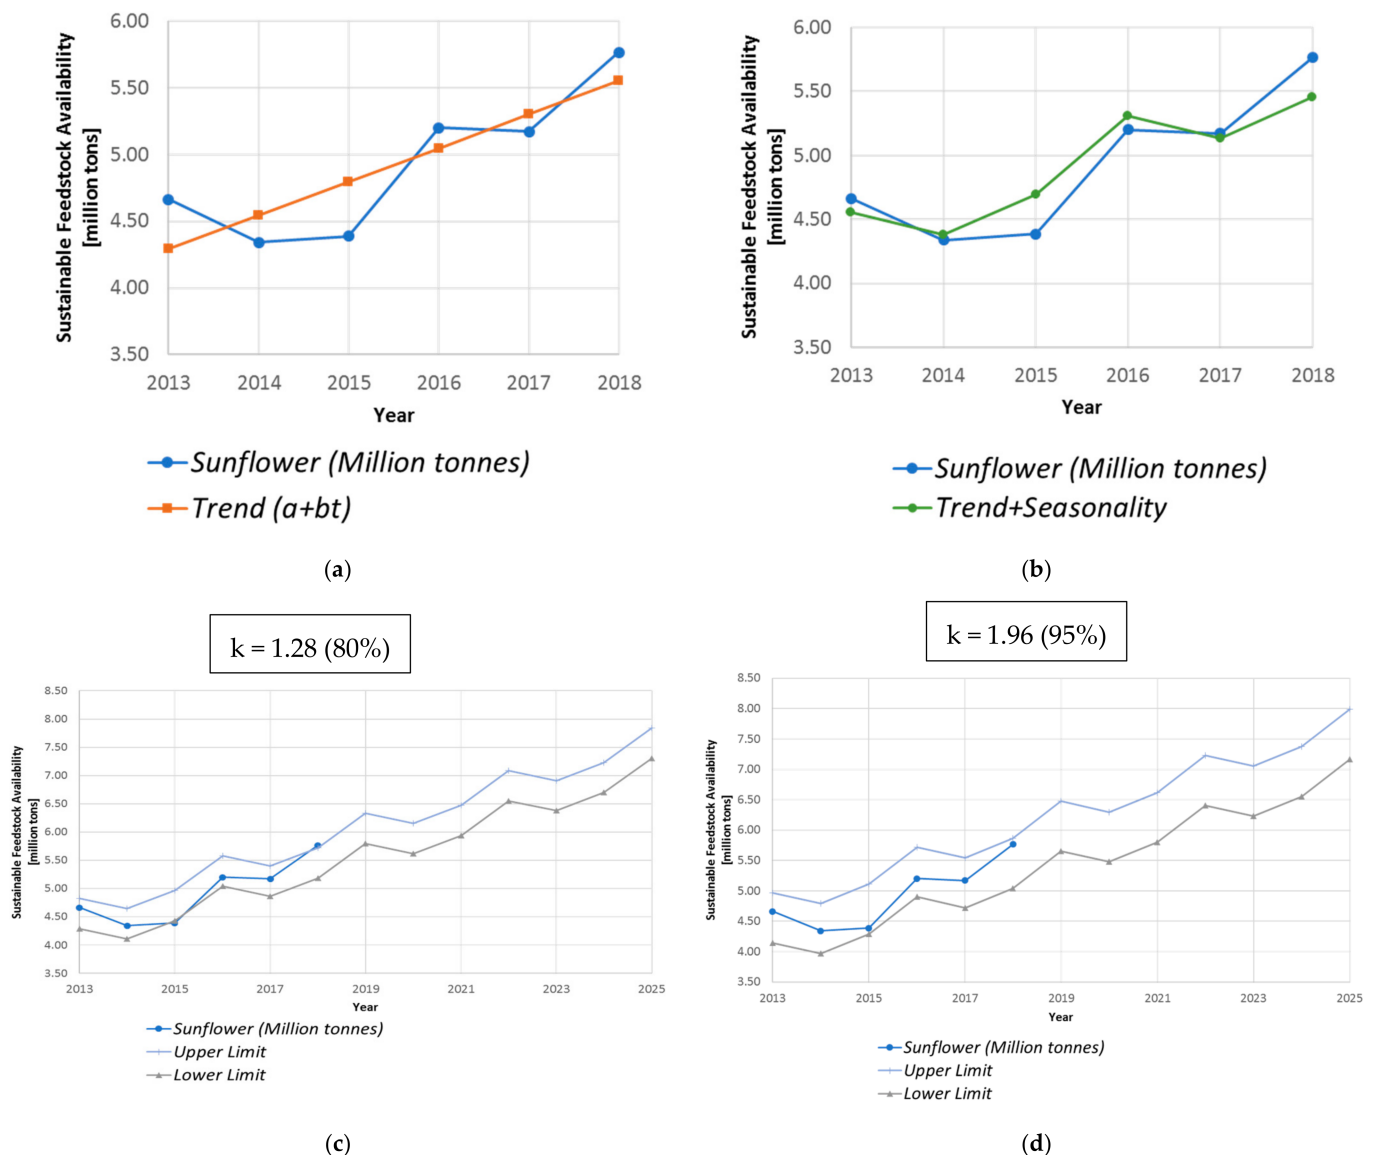 Sustainable Feedstock Availability
[million tons]
6.00
5.50
5.00
4.50
4.00
3.50
2013 2014 2015 2016 2017 2018
Year
Sunflower (Million tonnes)
Trend (a+bt)
(a)
Sustainable Feedstock Availability
[million tons]
6.00
5.50
5.00
4.50
4.00
3.50
2013 2014 2015 2016 2017 2018
Year
Sunflower (Million tonnes)
Trend+Seasonality
(b)
k = 1.28 (80%)
Sustainable Feedstock Availability
[million tons]
8.50
8.00
7.50
7.00
6.50
6.00
5.50
5.00
4.50
4.00
3.50
2013 2015 2017 2019 2021 2023 2025
Year
Sunflower (Million tonnes)
Upper Limit
Lower Limit
(c)
k = 1.96 (95%)
Sustainable Feedstock Availability
[million tons]
8.50
8.00
7.50
7.00
6.50
6.00
5.50
5.00
4.50
4.00
3.50
2013 2015 2017 2019 2021 2023 2025
Year
Sunflower (Million tonnes)
Upper Limit
Lower Limit
(d)